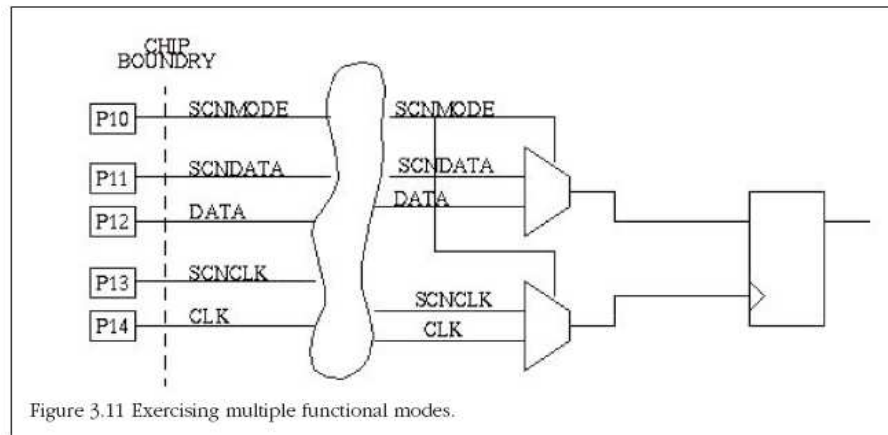 CHIP
BOUNDRY
P10 SCNMODE SCNMODE
P11 SCNDATA SCNDATA
P12 DATA DATA
P13 SCNCLK SCNCLK
P14 CLK CLK
Figure 3.11 Exercising multiple functional modes.